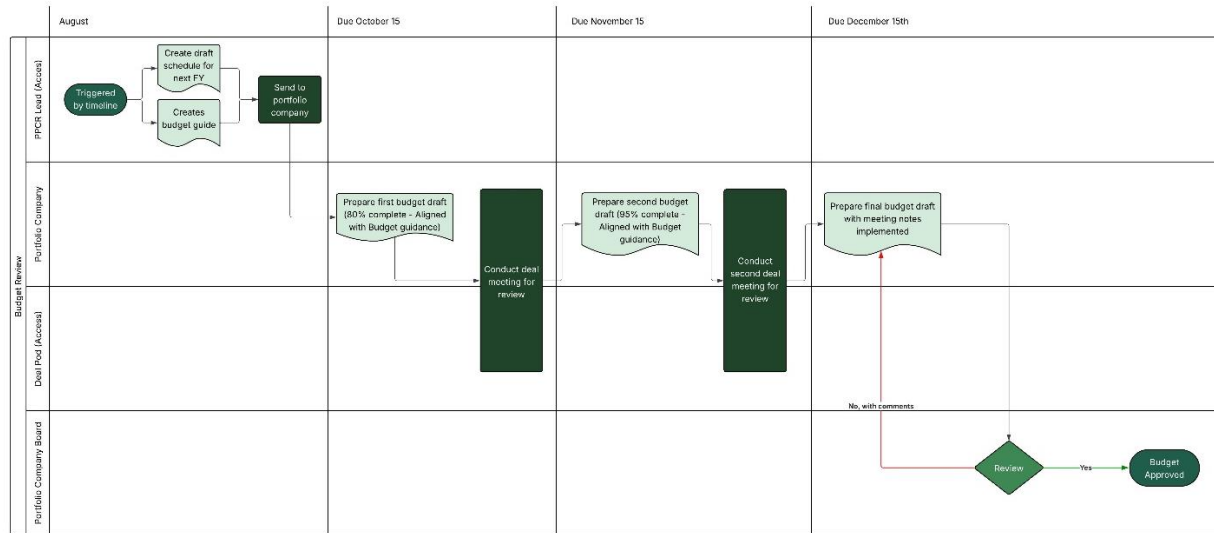 August
Due October 15
Due November 15
Due December 15th
Budget Review
PPCR Lead (Acces)
Triggered
by timeline
Create draft
schedule for
next FY
Creates
budget guide
Send to
portfolio
company
Portfolio Company
Prepare first budget draft
(80% complete - Aligned
with Budget guidance)
Conduct deal
meeting for
review
Prepare second budget
draft (95% complete -
Aligned with Budget
guidance)
Conduct
second deal
meeting for
review
Prepare final budget draft
with meeting notes
implemented
Deal Pod (Access)
No, with comments
Portfolio Company Board
Review
Yes
Budget
Approved